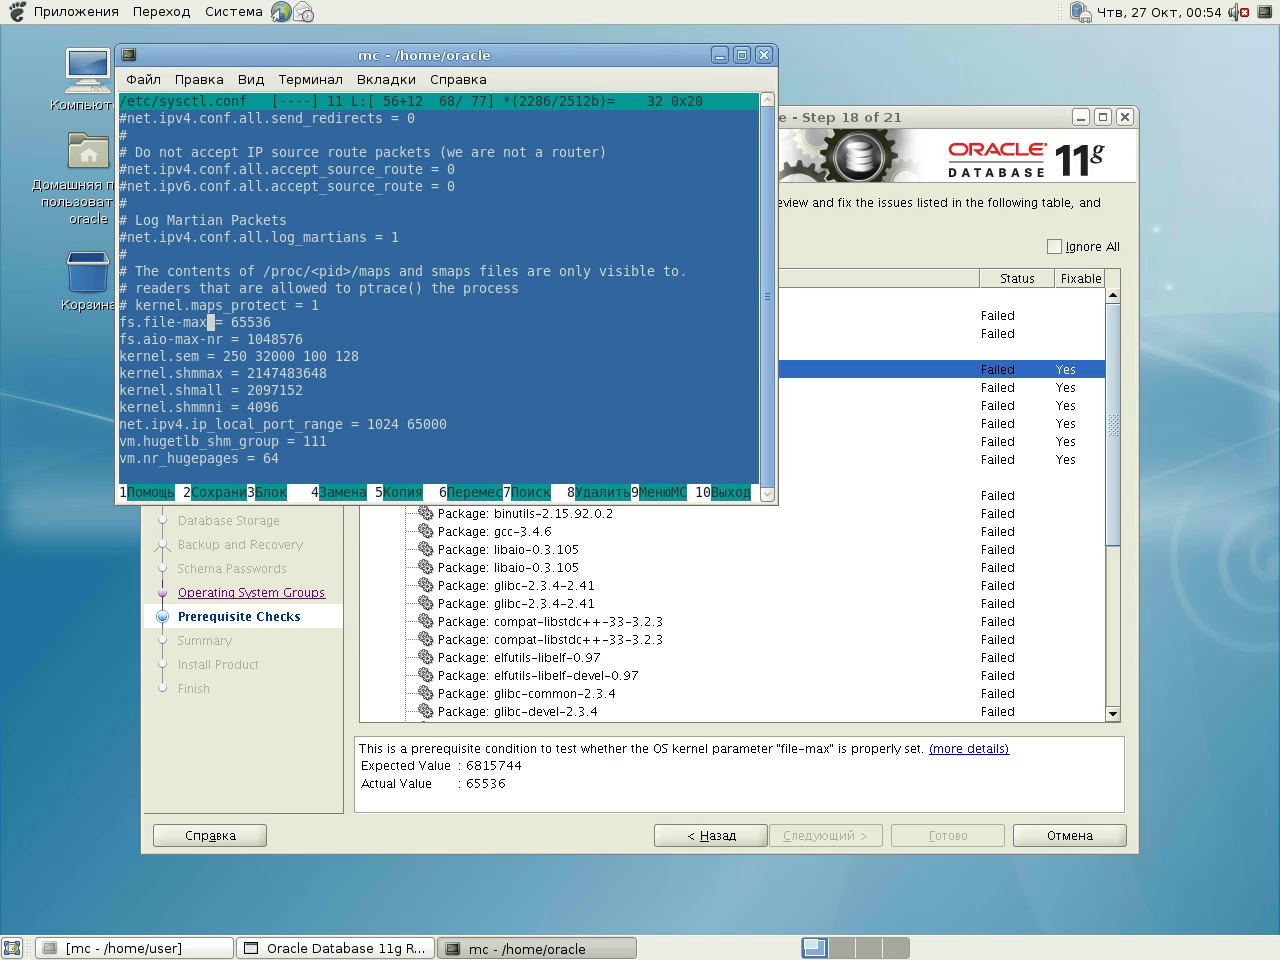 Приложения Переход Система
Чтв, 27 Окт, 00:54
Компьют
Домашняя п
пользоват
oracle
Корзина
mc - /home/oracle
Файл Правка Вид Терминал Вкладки Справка
/etc/sysctl.conf [----] 11 L:[ 56+12 68/ 77] *(2286/2512b)= 32 0x20
#net.ipv4.conf.all.send_redirects = 0
#
# Do not accept IP source route packets (we are not a router)
#net.ipv4.conf.all.accept_source_route = 0
#net.ipv6.conf.all.accept_source_route = 0
#
# Log Martian Packets
#net.ipv4.conf.all.log_martians = 1
#
# The contents of /proc/<pid>/maps and smaps files are only visible to.
# readers that are allowed to ptrace() the process
# kernel.maps_protect = 1
fs.file-max = 65536
fs.aio-max-nr = 1048576
kernel.sem = 250 32000 100 128
kernel.shmmax = 2147483648
kernel.shmall = 2097152
kernel.shmmni = 4096
net.ipv4.ip_local_port_range = 1024 65000
vm.hugetlb_shm_group = 111
vm.nr_hugepages = 64
1Помощь 2Сохрани3Блок 4Замена 5Копия 6Перемес7Поиск 8Удалить9МенюМС 10Выход
e - Step 18 of 21
ORACLE
DATABASE 11g
eview and fix the issues listed in the following table, and
Ignore All
Status Fixable
Failed
Failed
Failed Yes
Failed Yes
Failed Yes
Failed Yes
Failed Yes
Failed Yes
Failed
Package: binutils-2.15.92.0.2 Failed
Package: gcc-3.4.6 Failed
Package: libaio-0.3.105 Failed
Package: libaio-0.3.105 Failed
Package: glibc-2.3.4-2.41 Failed
Package: glibc-2.3.4-2.41 Failed
Package: compat-libstdc++-33-3.2.3 Failed
Package: compat-libstdc++-33-3.2.3 Failed
Package: elfutils-libelf-0.97 Failed
Package: elfutils-libelf-devel-0.97 Failed
Package: glibc-common-2.3.4 Failed
Package: glibc-devel-2.3.4 Failed
Database Storage
Backup and Recovery
Schema Passwords
Operating System Groups
Prerequisite Checks
Summary
Install Product
Finish
This is a prerequisite condition to test whether the OS kernel parameter "file-max" is properly set. (more details)
Expected Value : 6815744
Actual Value : 65536
Справка
< Назад
Следующий >
Готово
Отмена
[mc - /home/user]
Oracle Database 11g R...
mc - /home/oracle